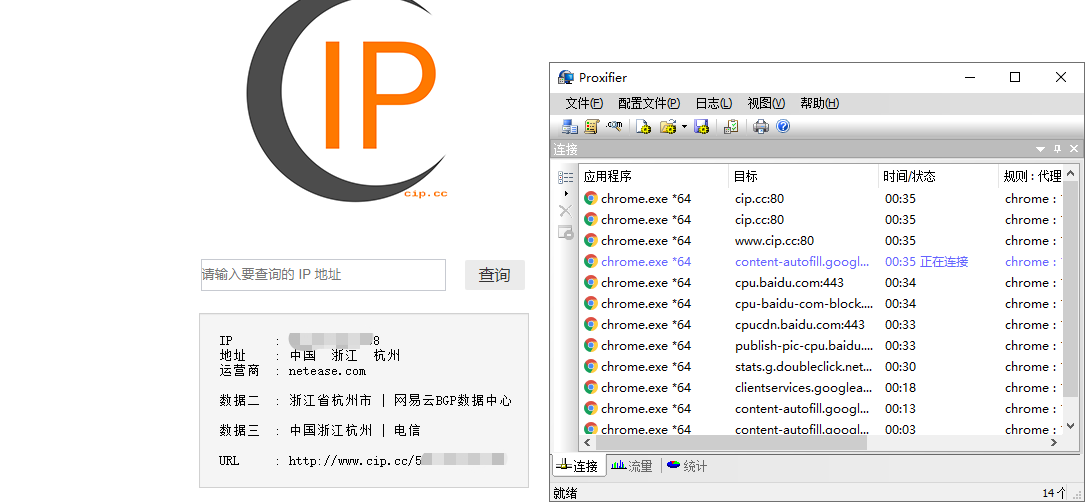 IP
cip.cc
请输入要查询的 IP 地址
查询
IP : 8
地址 : 中国 浙江 杭州
运营商 : netease.com
数据二 : 浙江省杭州市 | 网易云BGP数据中心
数据三 : 中国浙江杭州 | 电信
URL : http://www.cip.cc/5
Proxifier
文件(F) 配置文件(P) 日志(L) 视图(V) 帮助(H)
.com
连接
应用程序 目标 时间/状态 规则 : 代理
chrome.exe *64 cip.cc:80 00:35 chrome :
chrome.exe *64 cip.cc:80 00:35 chrome :
chrome.exe *64 www.cip.cc:80 00:35 chrome :
chrome.exe *64 content-autofill.googl... 00:35 正在连接 chrome :
chrome.exe *64 cpu.baidu.com:443 00:34 chrome :
chrome.exe *64 cpu-baidu-com-block.... 00:34 chrome :
chrome.exe *64 cpucdn.baidu.com:443 00:33 chrome :
chrome.exe *64 publish-pic-cpu.baidu.... 00:33 chrome :
chrome.exe *64 stats.g.doubleclick.net... 00:30 chrome :
chrome.exe *64 clientservices.googlea... 00:18 chrome :
chrome.exe *64 content-autofill.googl... 00:13 chrome :
chrome.exe *64 content-autofill.googl... 00:03 chrome :
连接 流量 统计
就绪 14个